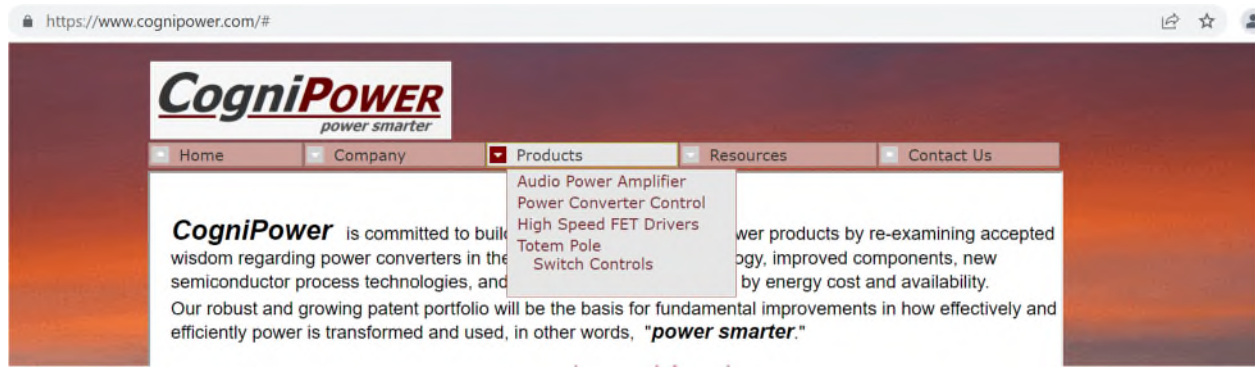 https://www.cognipower.com/#
CogniPOWER
power smarter
Home Company Products Resources Contact Us
Audio Power Amplifier
Power Converter Control
High Speed FET Drivers
Totem Pole
Switch Controls
CogniPower is committed to wer products by re-examining accepted
wisdom regarding power converters in the ogy, improved components, new
semiconductor process technologies, and by energy cost and availability.
Our robust and growing patent portfolio will be the basis for fundamental improvements in how effectively and
efficiently power is transformed and used, in other words, "power smarter."